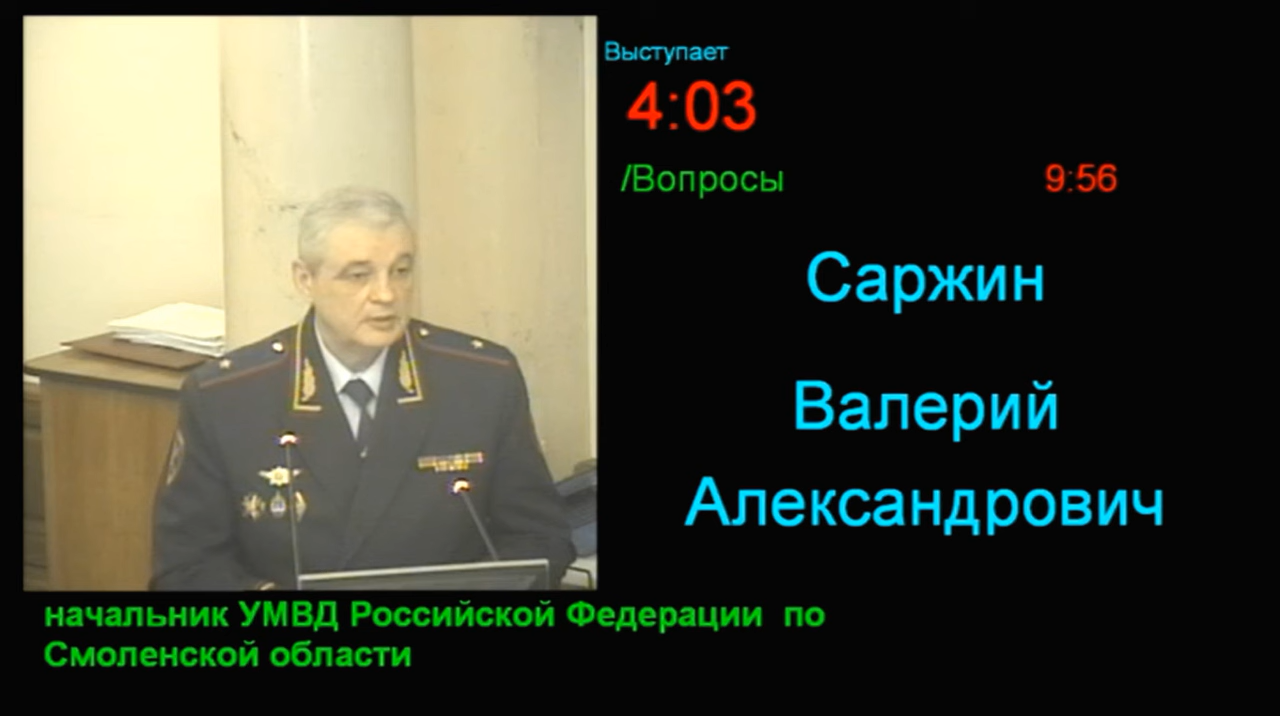 Выступает
4:03
/Вопросы 9:56
Саржин
Валерий
Александрович
начальник УМВД Российской Федерации по
Смоленской области